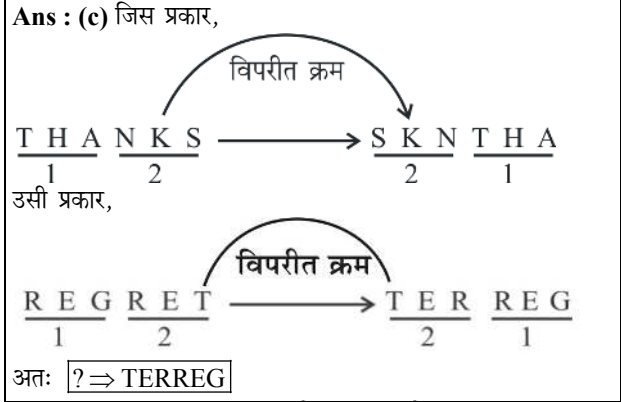 Ans : (c) जिस प्रकार,
विपरीत क्रम
T H A N K S S K N T H A
1 2 2 1
उसी प्रकार,
विपरीत क्रम
R E G R E T T E R R E G
1 2 2 1
अतः ? ⇒ TERREG